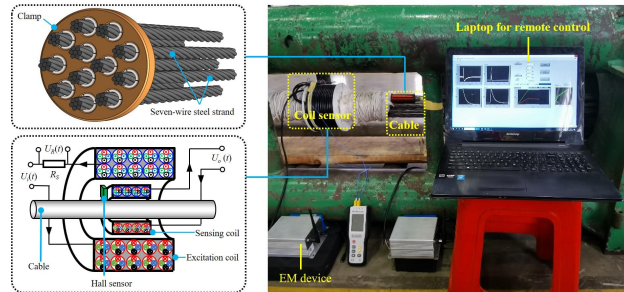 Clamp
Seven-wire steel strand
U_R(t)
U_o (t)
U_i(t)
R_S
Sensing coil
Cable
Excitation coil
Hall sensor
Laptop for remote control
Coil sensor
Cable
EM device